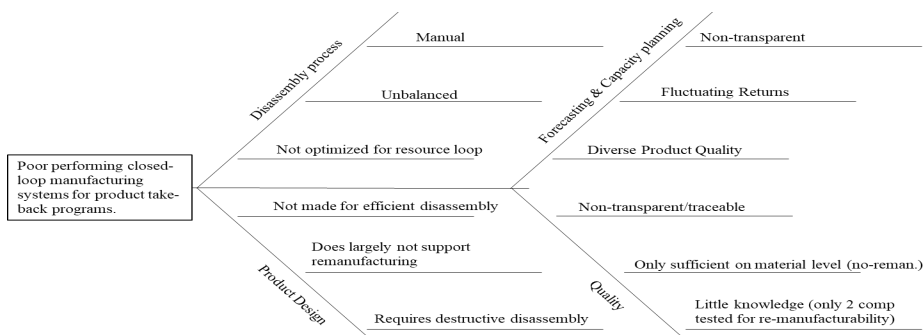 Poor performing closed-
loop manufacturing
systems for product take-
back programs.
Disassembly process
Manual
Unbalanced
Not optimized for resource loop
Forecasting & Capacity planning
Non-transparent
Fluctuating Returns
Diverse Product Quality
Product Design
Not made for efficient disassembly
Does largely not support
remanufacturing
Requires destructive disassembly
Quality
Non-transparent/traceable
Only sufficient on material level (no-reman.)
Little knowledge (only 2 comp
tested for re-manufacturability)